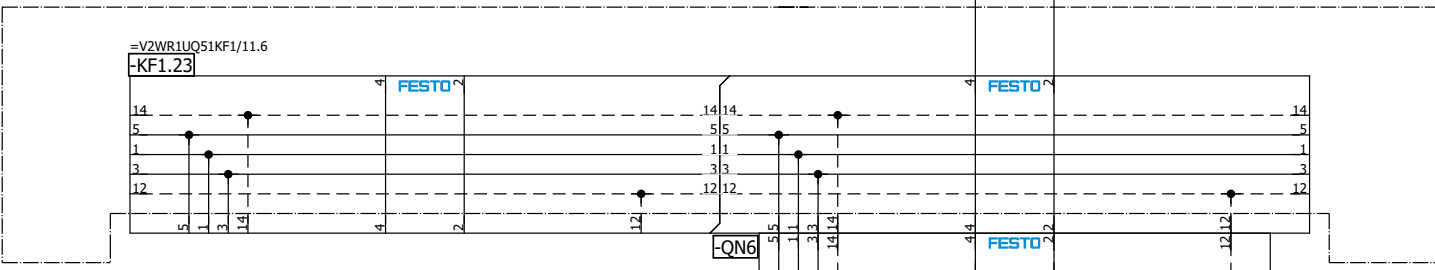 =V2WR1UQ51KF1/11.6
-KF1.23
4 FESTO 2 4 FESTO 2
14 14 14 14
5 5 5 5
1 1 1 1
3 3 3 3
12 12 12 12
5 1 3 14 4 2 12 5 1 3 14 4 2 12
-QN6 5 1 3 14 4 FESTO 2 12